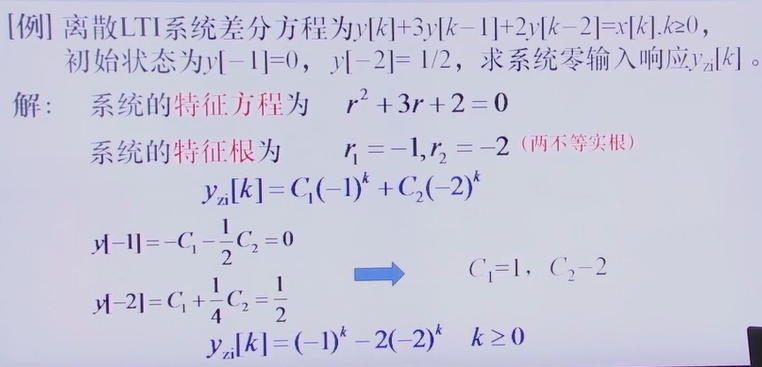 [例] 离散LTI系统差分方程为y[k]+3y[k−1]+2y[k−2]=x[k].k≥0，
初始状态为y[−1]=0， y[−2]= 1/2，求系统零输入响应y_zi[k] 。
解： 系统的特征方程为 r² +3r+2=0
系统的特征根为 r₁ = −1, r₂ = −2（两不等实根）
y_zi[k] = C₁(−1)^k + C₂(−2)^k
y[−1] = −C₁ − 1/2 C₂ = 0
C₁=1， C₂−2
y[−2] = C₁ + 1/4 C₂ = 1/2
y_zi[k] = (−1)^k − 2(−2)^k k ≥ 0